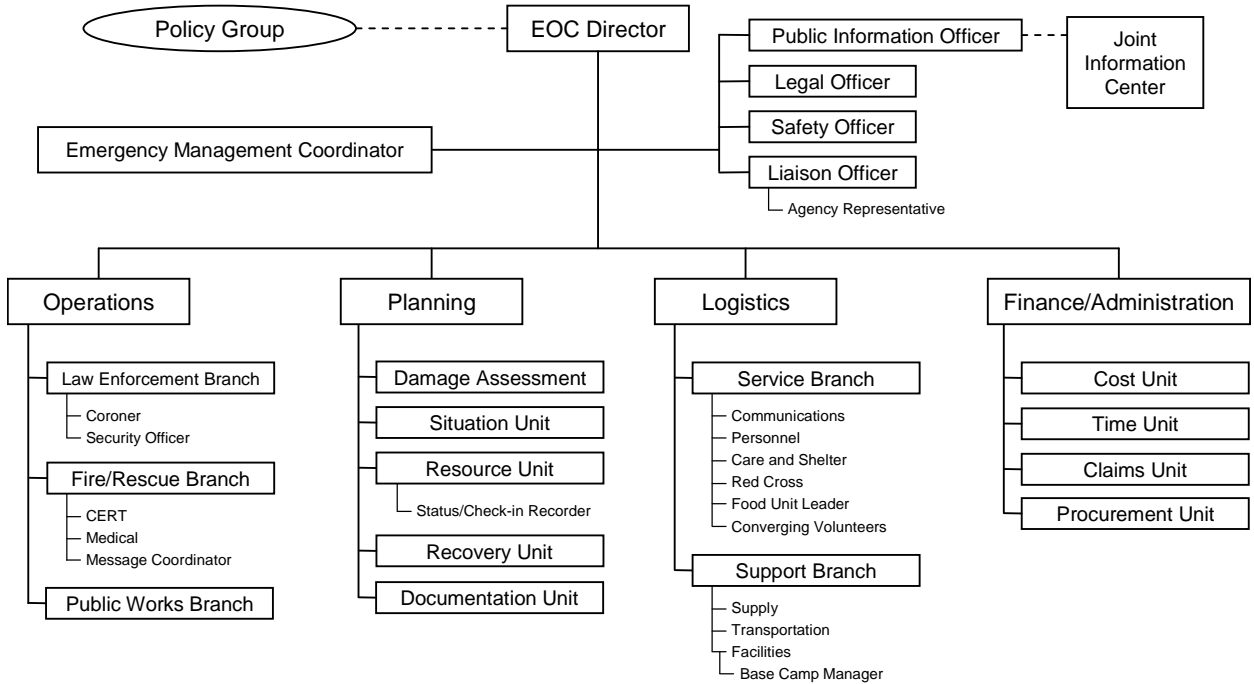 Policy Group
EOC Director
Public Information Officer
Joint
Information
Center
Legal Officer
Safety Officer
Emergency Management Coordinator
Liaison Officer
Agency Representative
Operations
Law Enforcement Branch
Coroner
Security Officer
Fire/Rescue Branch
CERT
Medical
Message Coordinator
Public Works Branch
Planning
Damage Assessment
Situation Unit
Resource Unit
Status/Check-in Recorder
Recovery Unit
Documentation Unit
Logistics
Service Branch
Communications
Personnel
Care and Shelter
Red Cross
Food Unit Leader
Converging Volunteers
Support Branch
Supply
Transportation
Facilities
Base Camp Manager
Finance/Administration
Cost Unit
Time Unit
Claims Unit
Procurement Unit